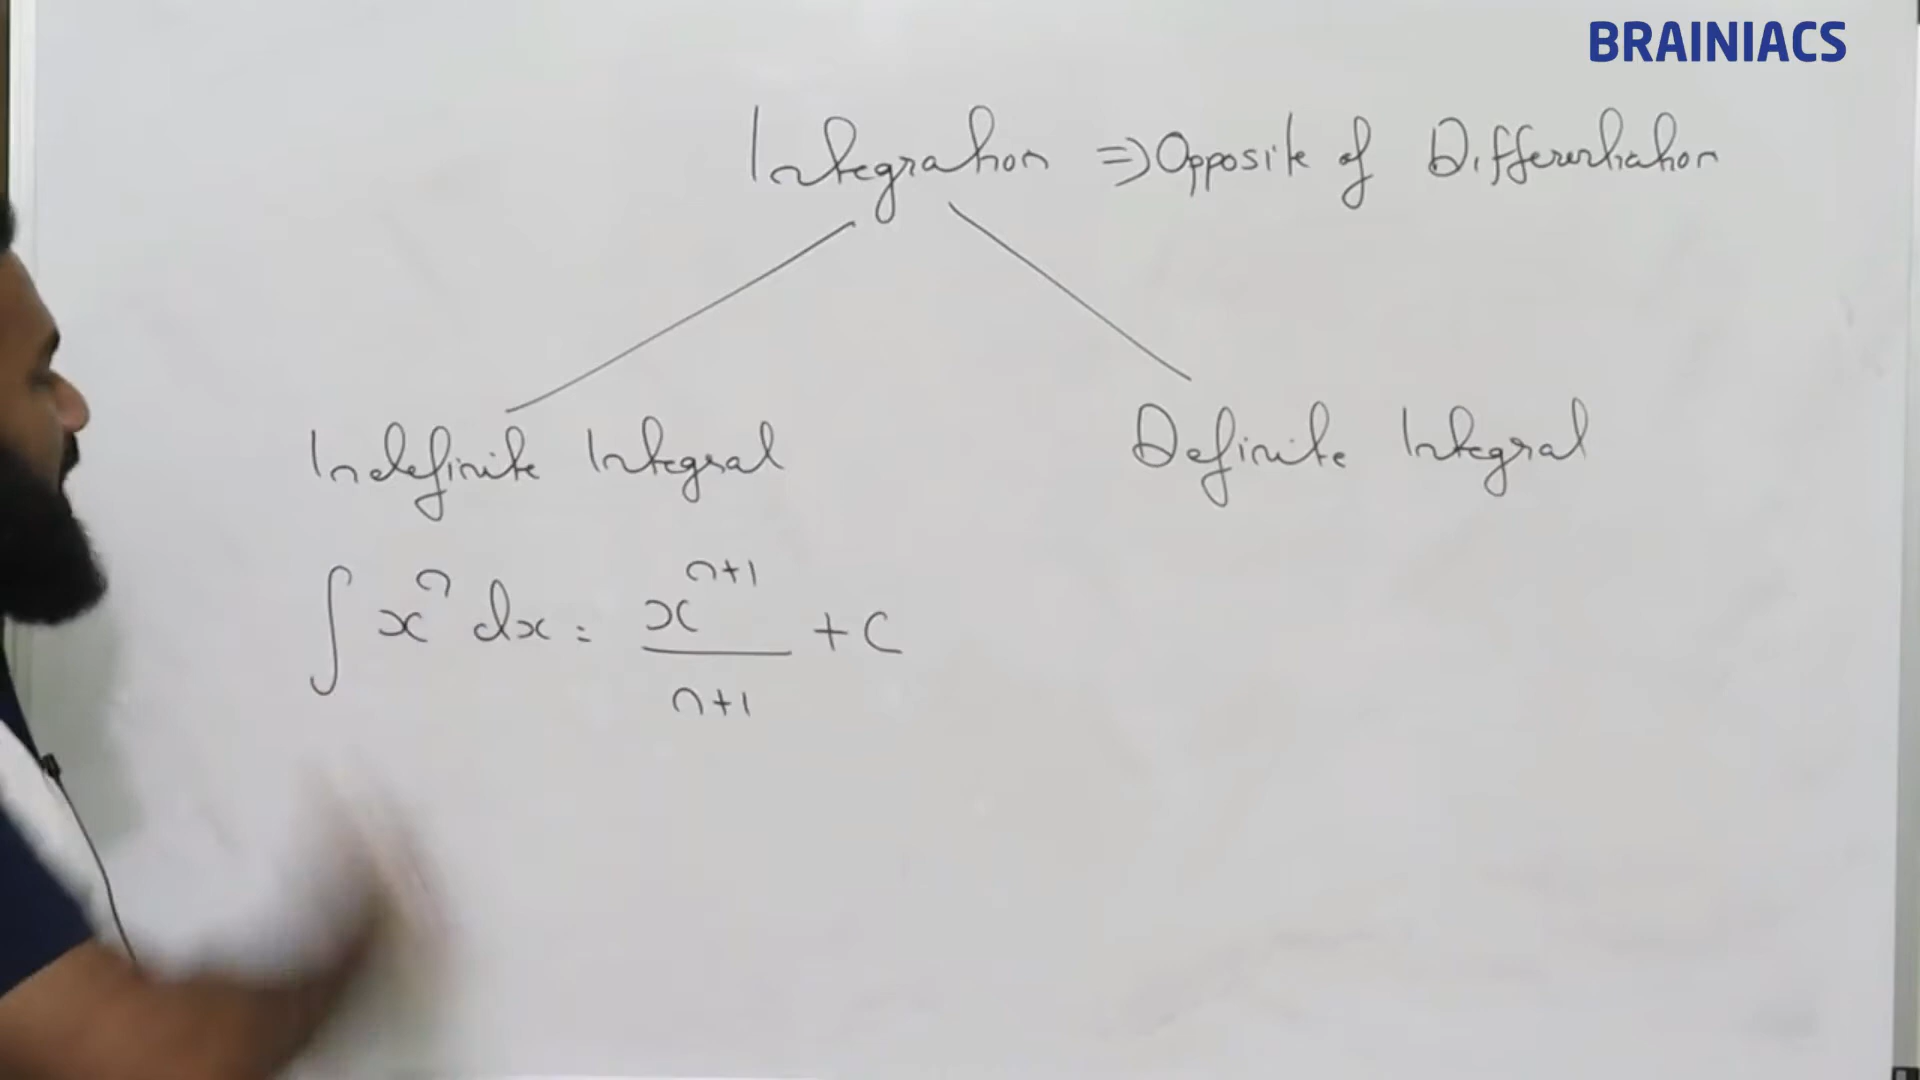 BRAINIACS
Integration ⇒ Opposite of Differentiation
Indefinite Integral
Definite Integral
∫ xⁿ dx = xⁿ⁺¹/n+1 + C